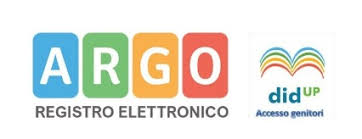 ARGO
REGISTRO ELETTRONICO
didUP
Accesso genitori